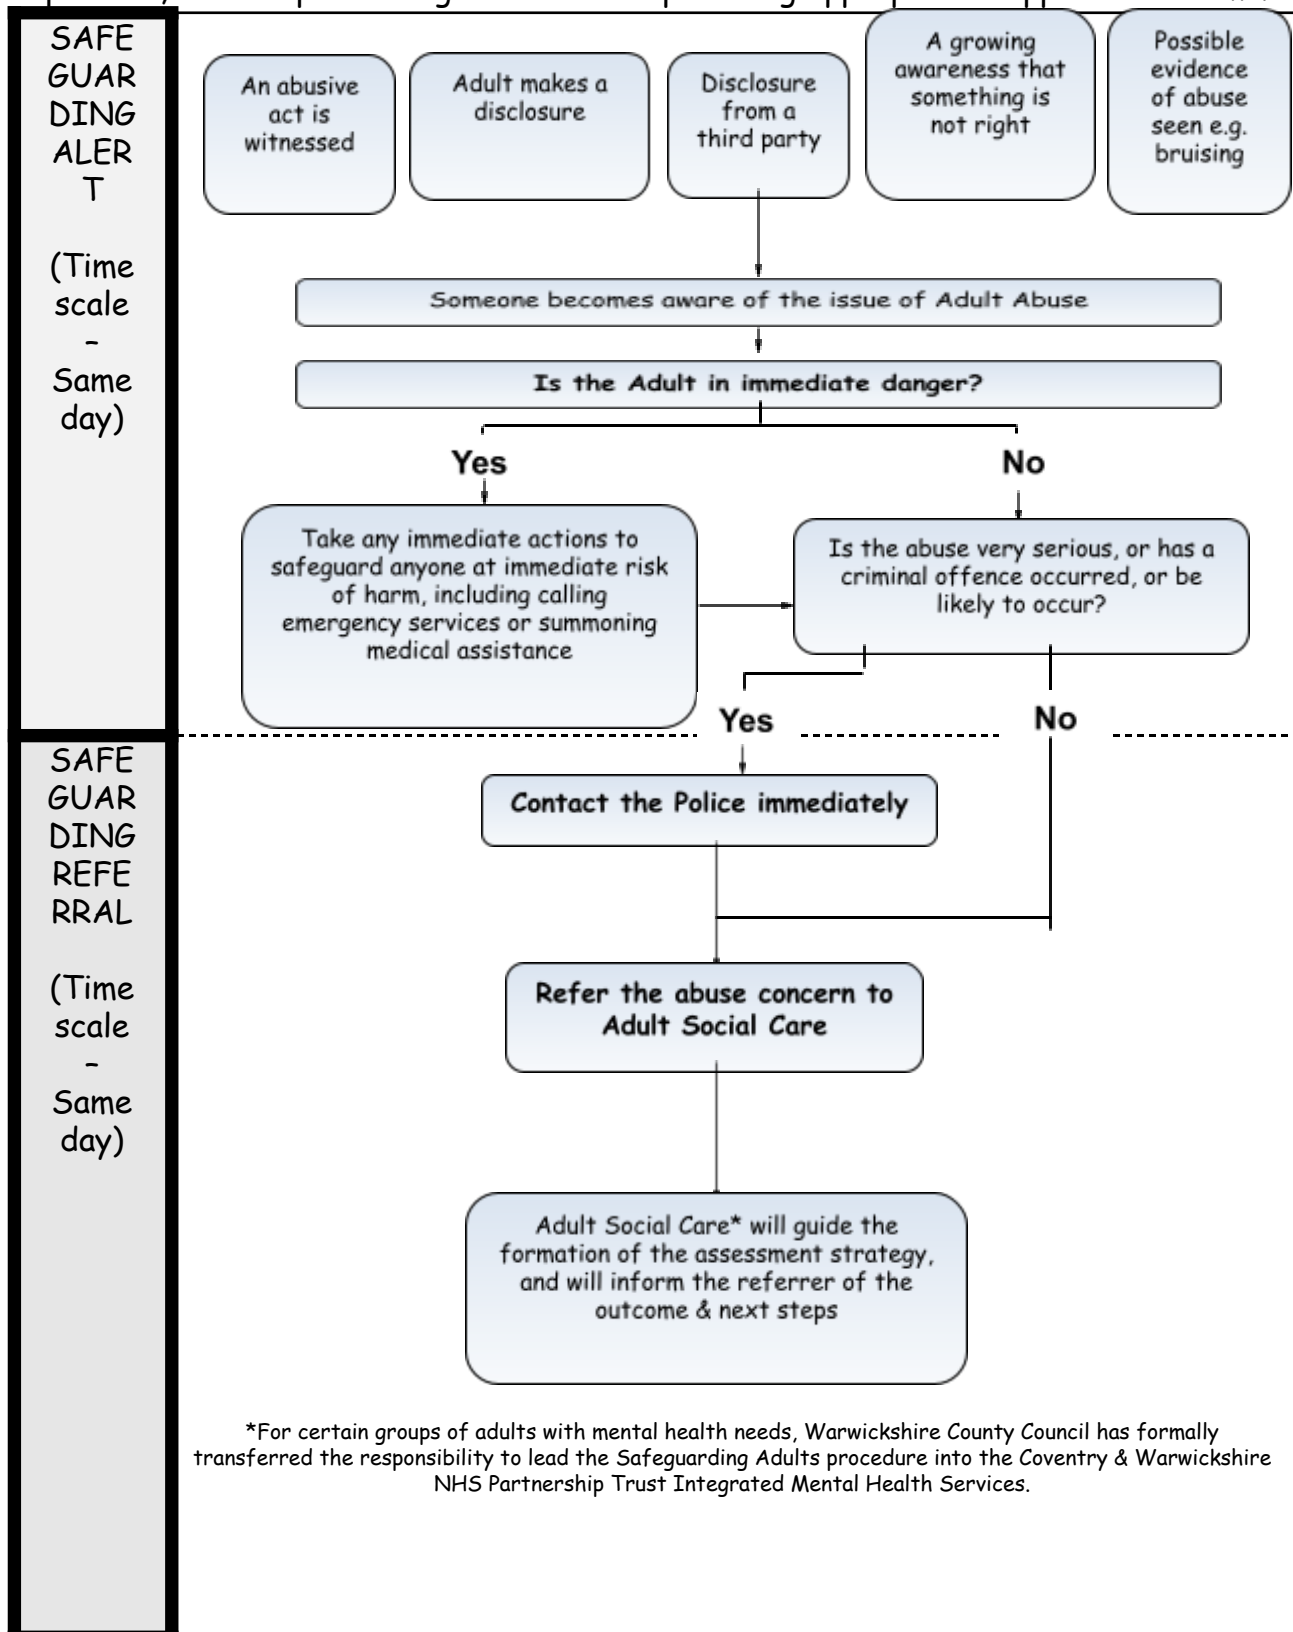 SAFE
GUAR
DING
ALER
T
(Time
scale
–
Same
day)
An abusive
act is
witnessed
Adult makes a
disclosure
Disclosure
from a
third party
A growing
awareness that
something is
not right
Possible
evidence
of abuse
seen e.g.
bruising
Someone becomes aware of the issue of Adult Abuse
Is the Adult in immediate danger?
Yes
No
Take any immediate actions to
safeguard anyone at immediate risk
of harm, including calling
emergency services or summoning
medical assistance
Is the abuse very serious, or has a
criminal offence occurred, or be
likely to occur?
Yes
No
SAFE
GUAR
DING
REFE
RRAL
(Time
scale
–
Same
day)
Contact the Police immediately
Refer the abuse concern to
Adult Social Care
Adult Social Care* will guide the
formation of the assessment strategy,
and will inform the referrer of the
outcome & next steps
*For certain groups of adults with mental health needs, Warwickshire County Council has formally
transferred the responsibility to lead the Safeguarding Adults procedure into the Coventry & Warwickshire
NHS Partnership Trust Integrated Mental Health Services.